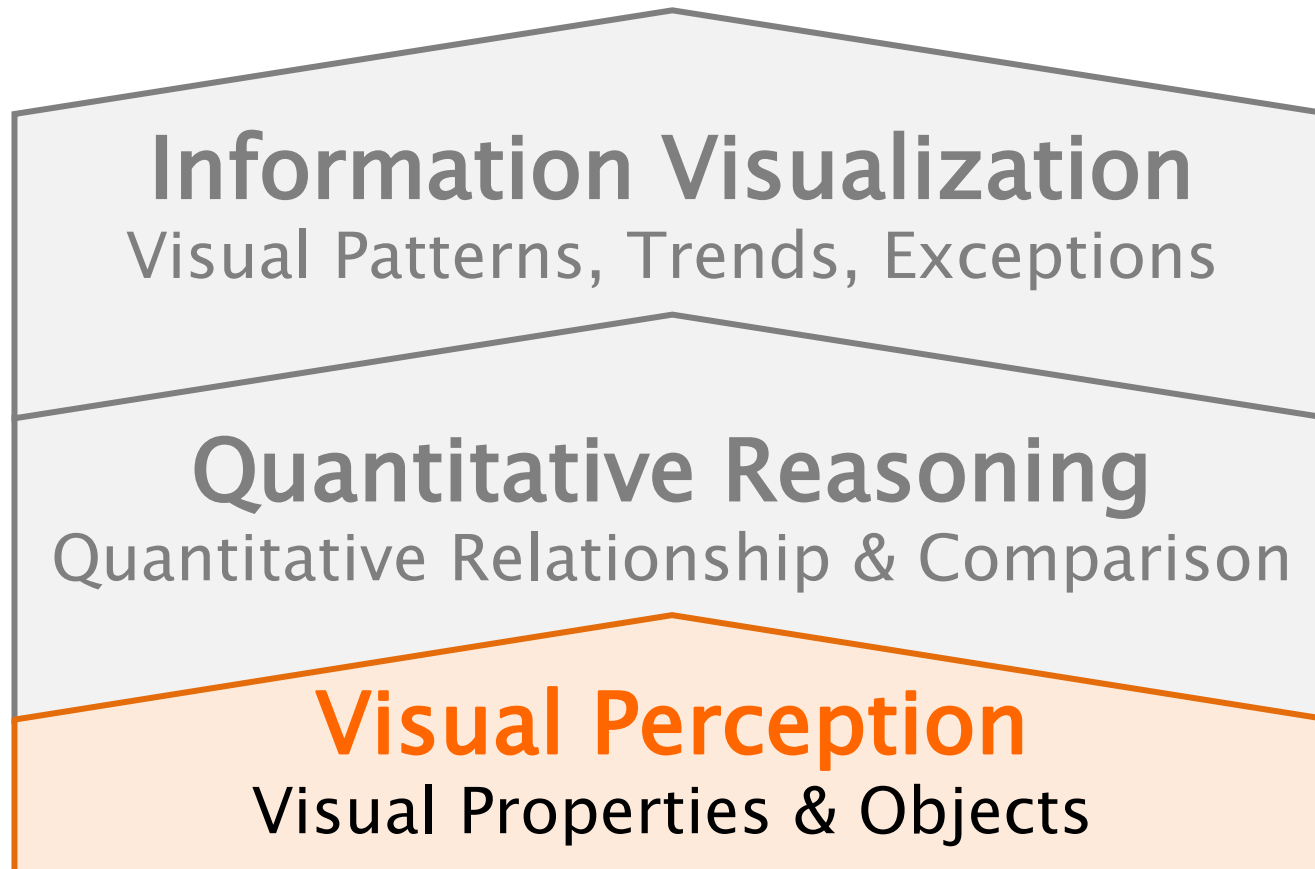 Information Visualization
Visual Patterns, Trends, Exceptions
Quantitative Reasoning
Quantitative Relationship & Comparison
Visual Perception
Visual Properties & Objects